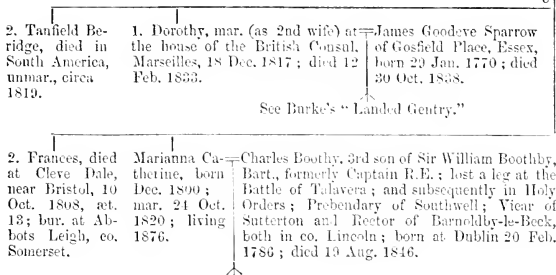 2. Tanfield Be-
ridge, died in
South America,
unmar., circa
1819.
1. Dorothy, mar. (as 2nd wife) at
the house of the British Consul,
Marseilles, 18 Dec. 1817; died 12
Feb. 1833.
James Goodeve Sparrow
of Gosfield Place, Essex,
born 29 Jan. 1770; died
30 Oct. 1838.
See Burke's "Landed Gentry."
2. Frances, died
at Cleve Dale,
near Bristol, 10
Oct. 1808, æt.
13; bur. at Ab-
bots Leigh, co.
Somerset.
Marianna Ca-
therine, born
Dec. 1800;
mar. 24 Oct.
1820; living
1876.
Charles Boothby, 3rd son of Sir William Boothby,
Bart., formerly Captain R.E.; lost a leg at the
Battle of Talavera; and subsequently in Holy
Orders; Prebendary of Southwell; Vicar of
Sutterton and Rector of Barnoldby-le-Beck,
both in co. Lincoln; born at Dublin 20 Feb.
1786; died 19 Aug. 1846.